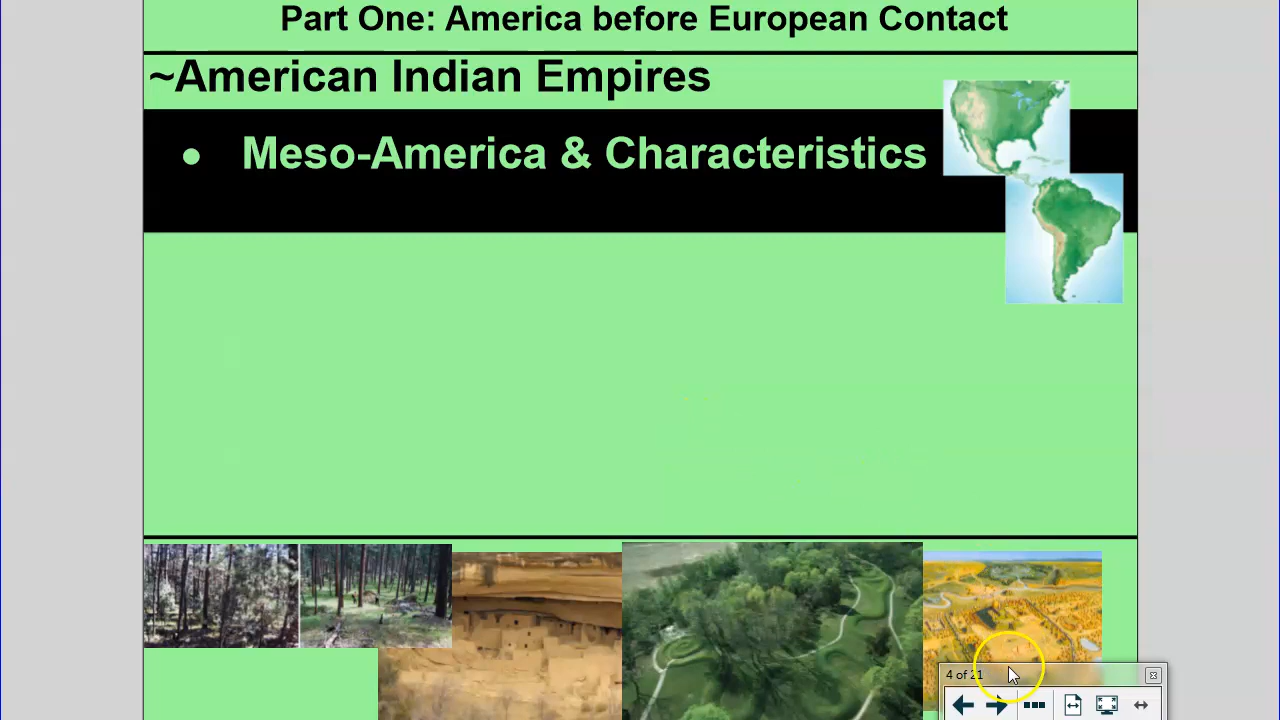 Part One: America before European Contact
~American Indian Empires
• Meso-America & Characteristics
4 of 21